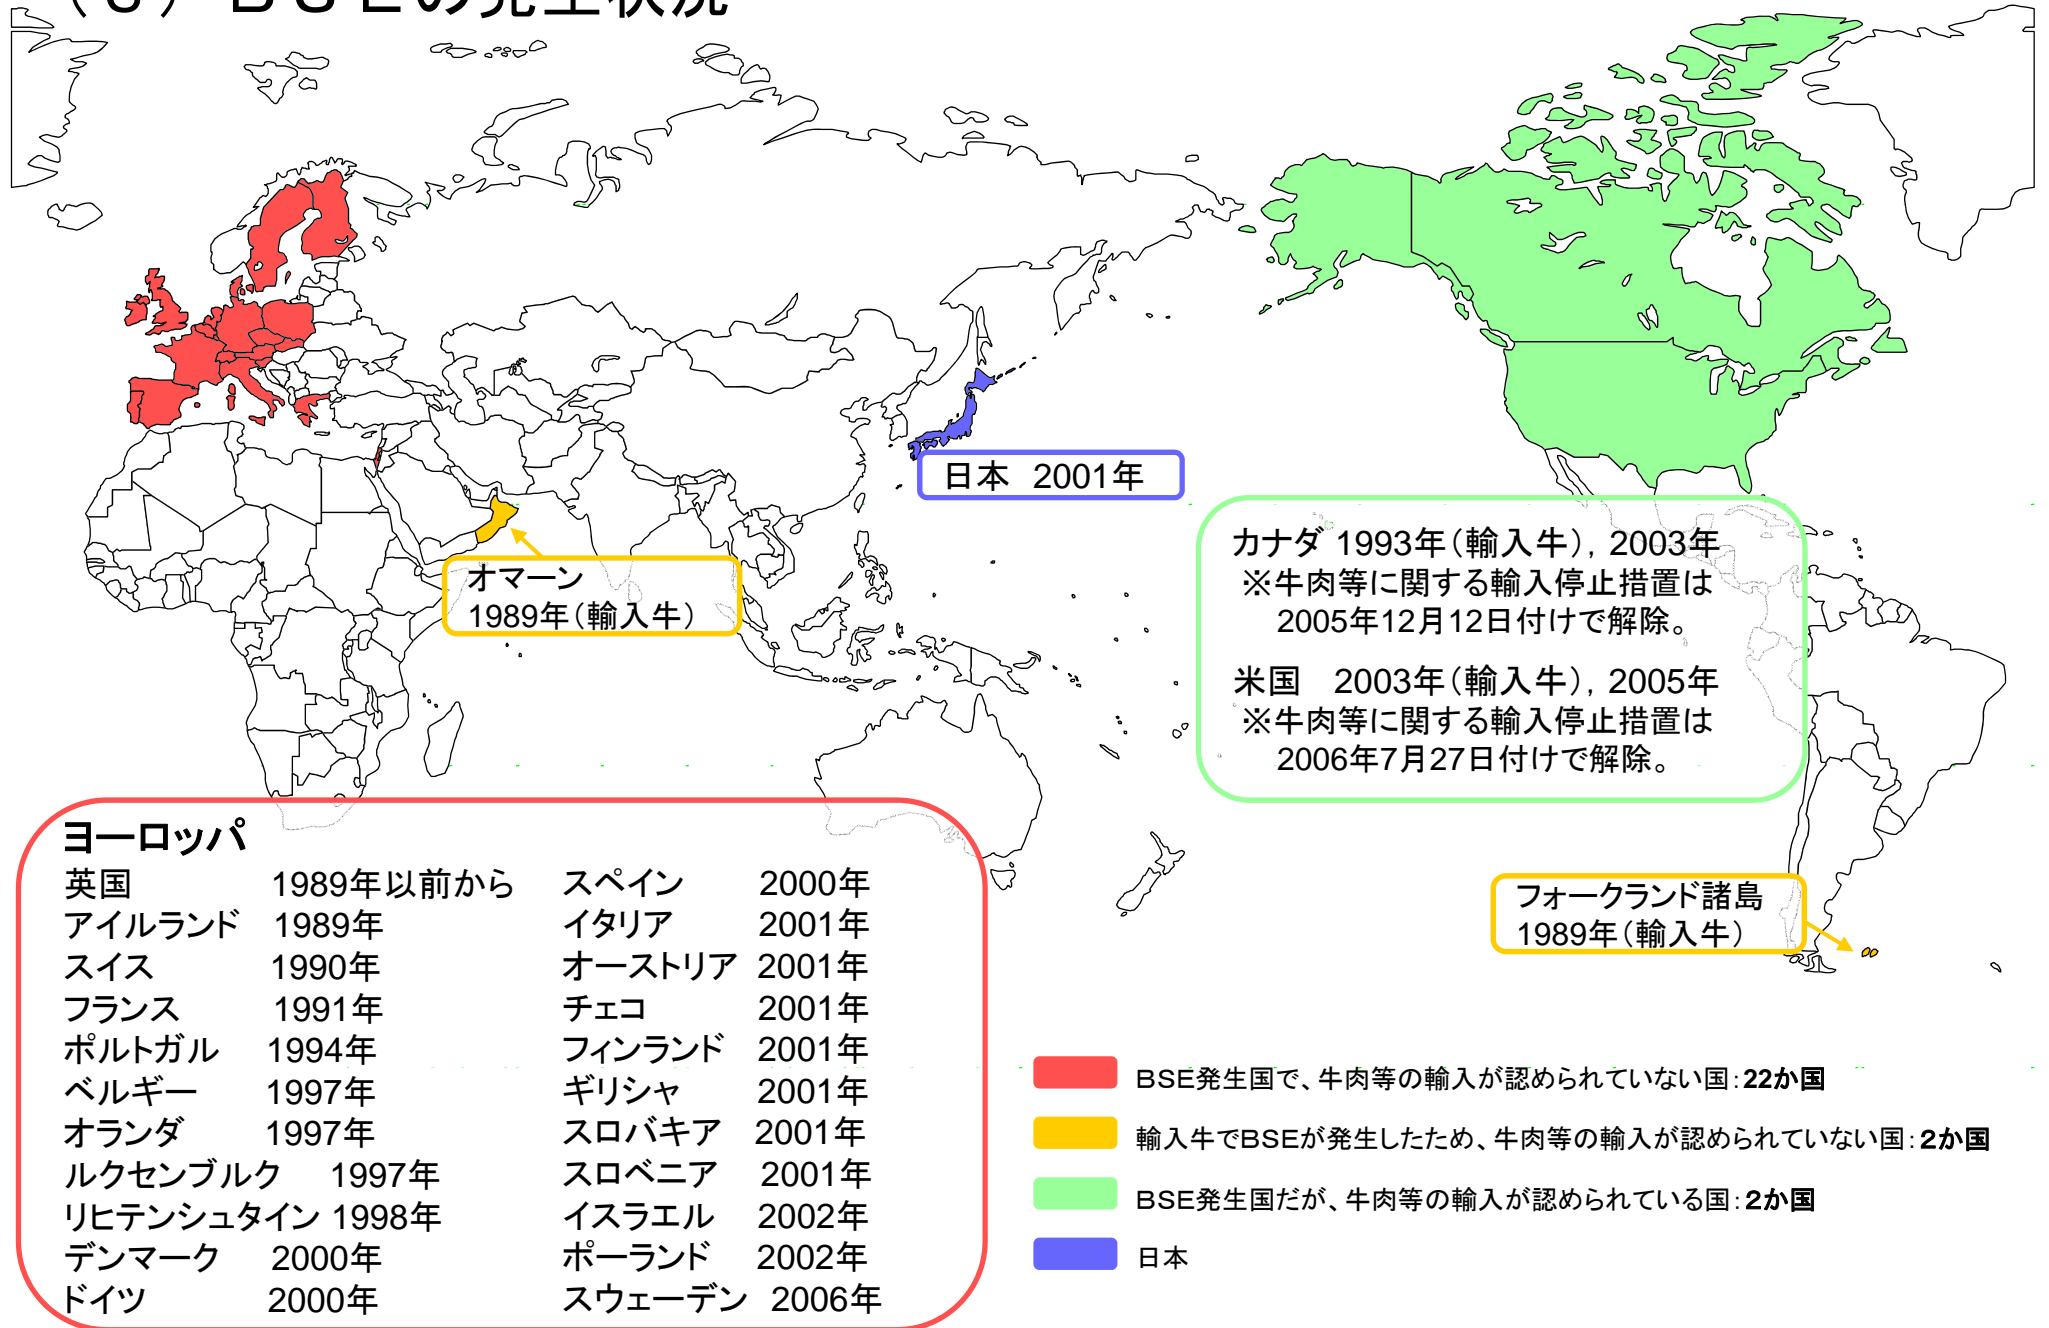 BSEの発生状況
日本 2001年
カナダ 1993年(輸入牛), 2003年
※牛肉等に関する輸入停止措置は
2005年12月12日付けで解除。
米国 2003年(輸入牛), 2005年
※牛肉等に関する輸入停止措置は
2006年7月27日付けで解除。
オマーン
1989年(輸入牛)
フォークランド諸島
1989年(輸入牛)
ヨーロッパ
英国 1989年以前から
アイルランド 1989年
スイス 1990年
フランス 1991年
ポルトガル 1994年
ベルギー 1997年
オランダ 1997年
ルクセンブルク 1997年
リヒテンシュタイン 1998年
デンマーク 2000年
ドイツ 2000年
スペイン 2000年
イタリア 2001年
オーストリア 2001年
チェコ 2001年
フィンランド 2001年
ギリシャ 2001年
スロバキア 2001年
スロベニア 2001年
イスラエル 2002年
ポーランド 2002年
スウェーデン 2006年
BSE発生国で、牛肉等の輸入が認められていない国:22か国
輸入牛でBSEが発生したため、牛肉等の輸入が認められていない国:2か国
BSE発生国だが、牛肉等の輸入が認められている国:2か国
日本